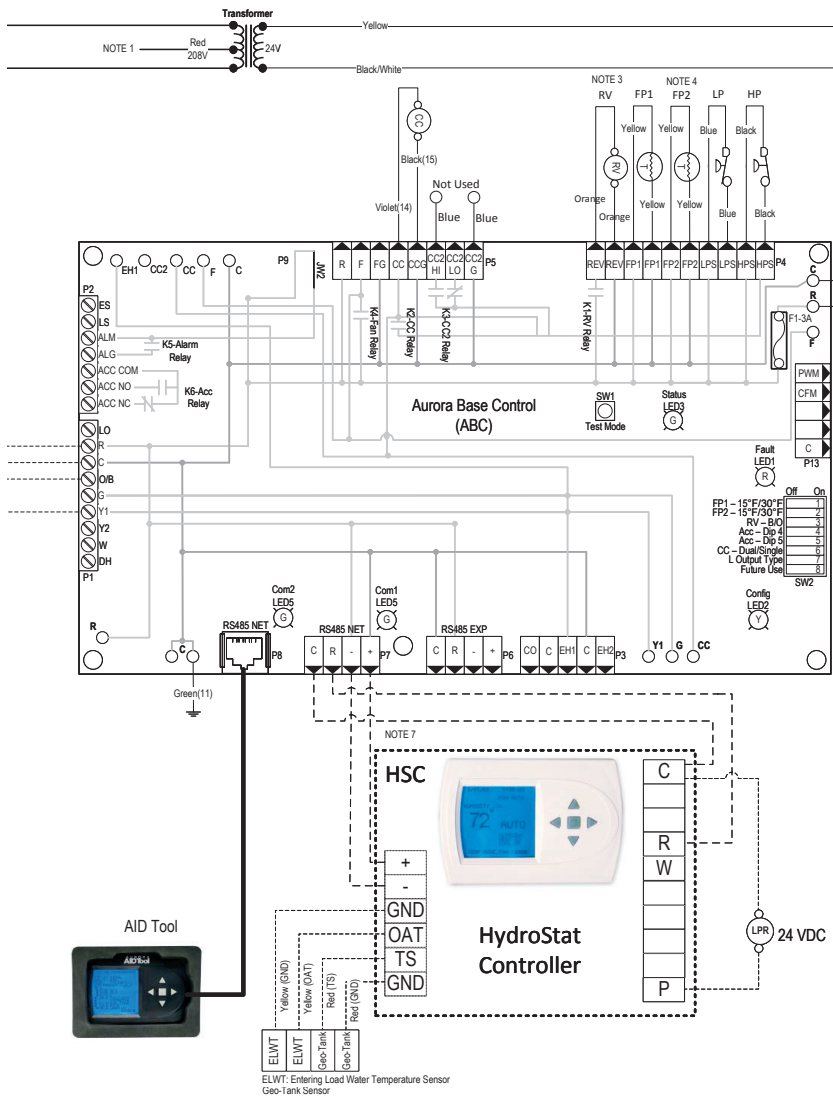 Transformer
Yellow
NOTE 1
Red
208V
24V
Black/White
NOTE 3
RV
FP1
NOTE 4
FP2
LP
HP
CC
Yellow
Yellow
Blue
Black
Black(15)
RV
T
T
Not Used
Violet(14)
Blue
Blue
Orange
Orange
Yellow
Yellow
Blue
Black
EH1
CC2
CC
F
C
P9
JW2
R
F
FG
CC
CCG
CC2 HI
CC2 LO
CC2 G
P5
REV
REV
FP1
FP1
FP2
FP2
LPS
LPS
HPS
HPS
P4
C
R
F1-3A
F
P2
ES
LS
ALM
ALG
ACC COM
ACC NO
ACC NC
K5-Alarm
Relay
K6-Acc
Relay
K4-Fan Relay
K2-CC Relay
K3-CC2 Relay
K1-RV Relay
Aurora Base Control
(ABC)
SW1
Test Mode
Status
LED3
G
PWM
CFM
C
P13
Fault
LED1
R
LO
R
C
O/B
G
Y1
Y2
W
DH
P1
Off
On
FP1 – 15°F/30°F
1
FP2 – 15°F/30°F
2
RV – B/O
3
Acc – Dip 4
4
Acc – Dip 5
5
CC – Dual/Single
6
L Output Type
7
Future Use
8
SW2
Config
LED2
Y
R
C
RS485 NET
P8
Com2
LED5
G
Com1
LED5
G
RS485 NET
C
R
-
+
P7
RS485 EXP
C
R
-
+
P6
CO
C
EH1
C
EH2
P3
Y1
G
CC
Green(11)
NOTE 7
HSC
72
AUTO
C
R
W
P
+
-
GND
OAT
TS
GND
HydroStat
Controller
LPR
24 VDC
AID Tool
AID Tool
Yellow (GND)
Yellow (OAT)
Red (TS)
Red (GND)
ELWT
ELWT
Geo-Tank
Geo-Tank
ELWT: Entering Load Water Temperature Sensor
Geo-Tank Sensor